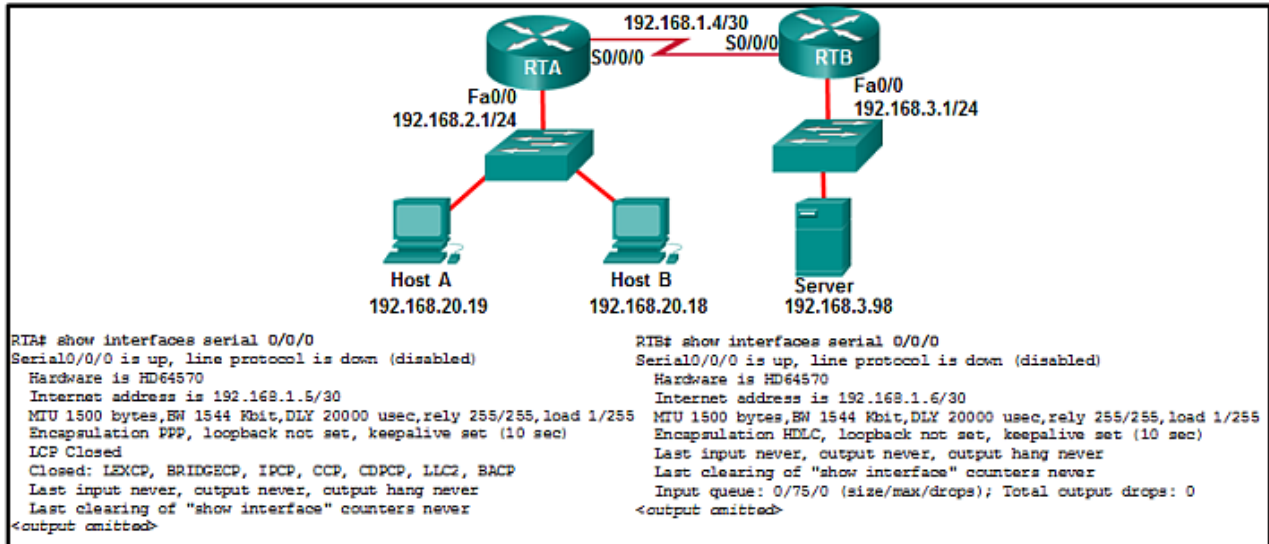 192.168.1.4/30
S0/0/0
S0/0/0
RTA
RTB
Fa0/0
192.168.2.1/24
Fa0/0
192.168.3.1/24
Host A
192.168.20.19
Host B
192.168.20.18
Server
192.168.3.98
RTA# show interfaces serial 0/0/0
Serial0/0/0 is up, line protocol is down (disabled)
Hardware is HD64570
Internet address is 192.168.1.5/30
MTU 1500 bytes,BW 1544 Kbit,DLY 20000 usec,rely 255/255,load 1/255
Encapsulation PPP, loopback not set, keepalive set (10 sec)
LCP Closed
Closed: LEXCP, BRIDGECP, IPCP, CCP, CDPCP, LLC2, BACP
Last input never, output never, output hang never
Last clearing of "show interface" counters never
<output omitted>
RTB# show interfaces serial 0/0/0
Serial0/0/0 is up, line protocol is down (disabled)
Hardware is HD64570
Internet address is 192.168.1.6/30
MTU 1500 bytes,BW 1544 Kbit,DLY 20000 usec,rely 255/255,load 1/255
Encapsulation HDLC, loopback not set, keepalive set (10 sec)
Last input never, output never, output hang never
Last clearing of "show interface" counters never
Input queue: 0/75/0 (size/max/drops); Total output drops: 0
<output omitted>